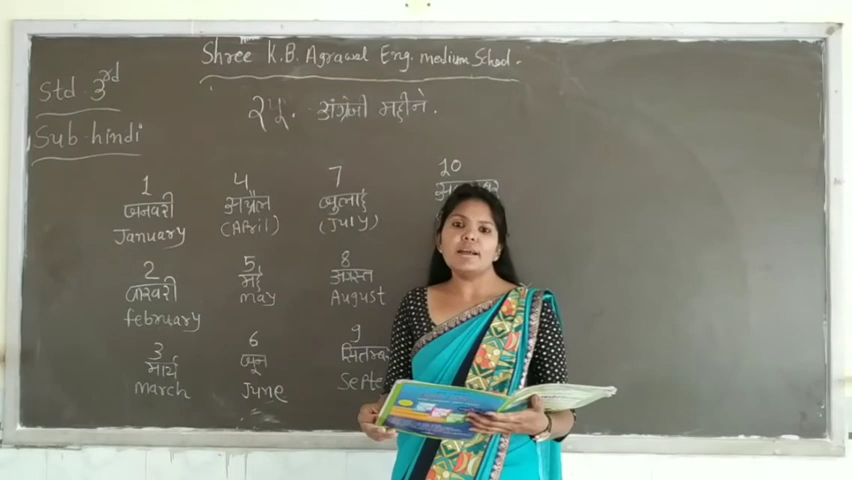 Shree K.B. Agrawal Eng. medium School.
Std. 3rd
Sub-hindi
२५. अंग्रेजी महीने.
1
जनवरी
January
2
फरवरी
february
3
मार्च
march
4
अप्रैल
(April)
5
मई
may
6
जून
June
7
जुलाई
(July)
8
अगस्त
August
9
सितम्ब
Septe
10